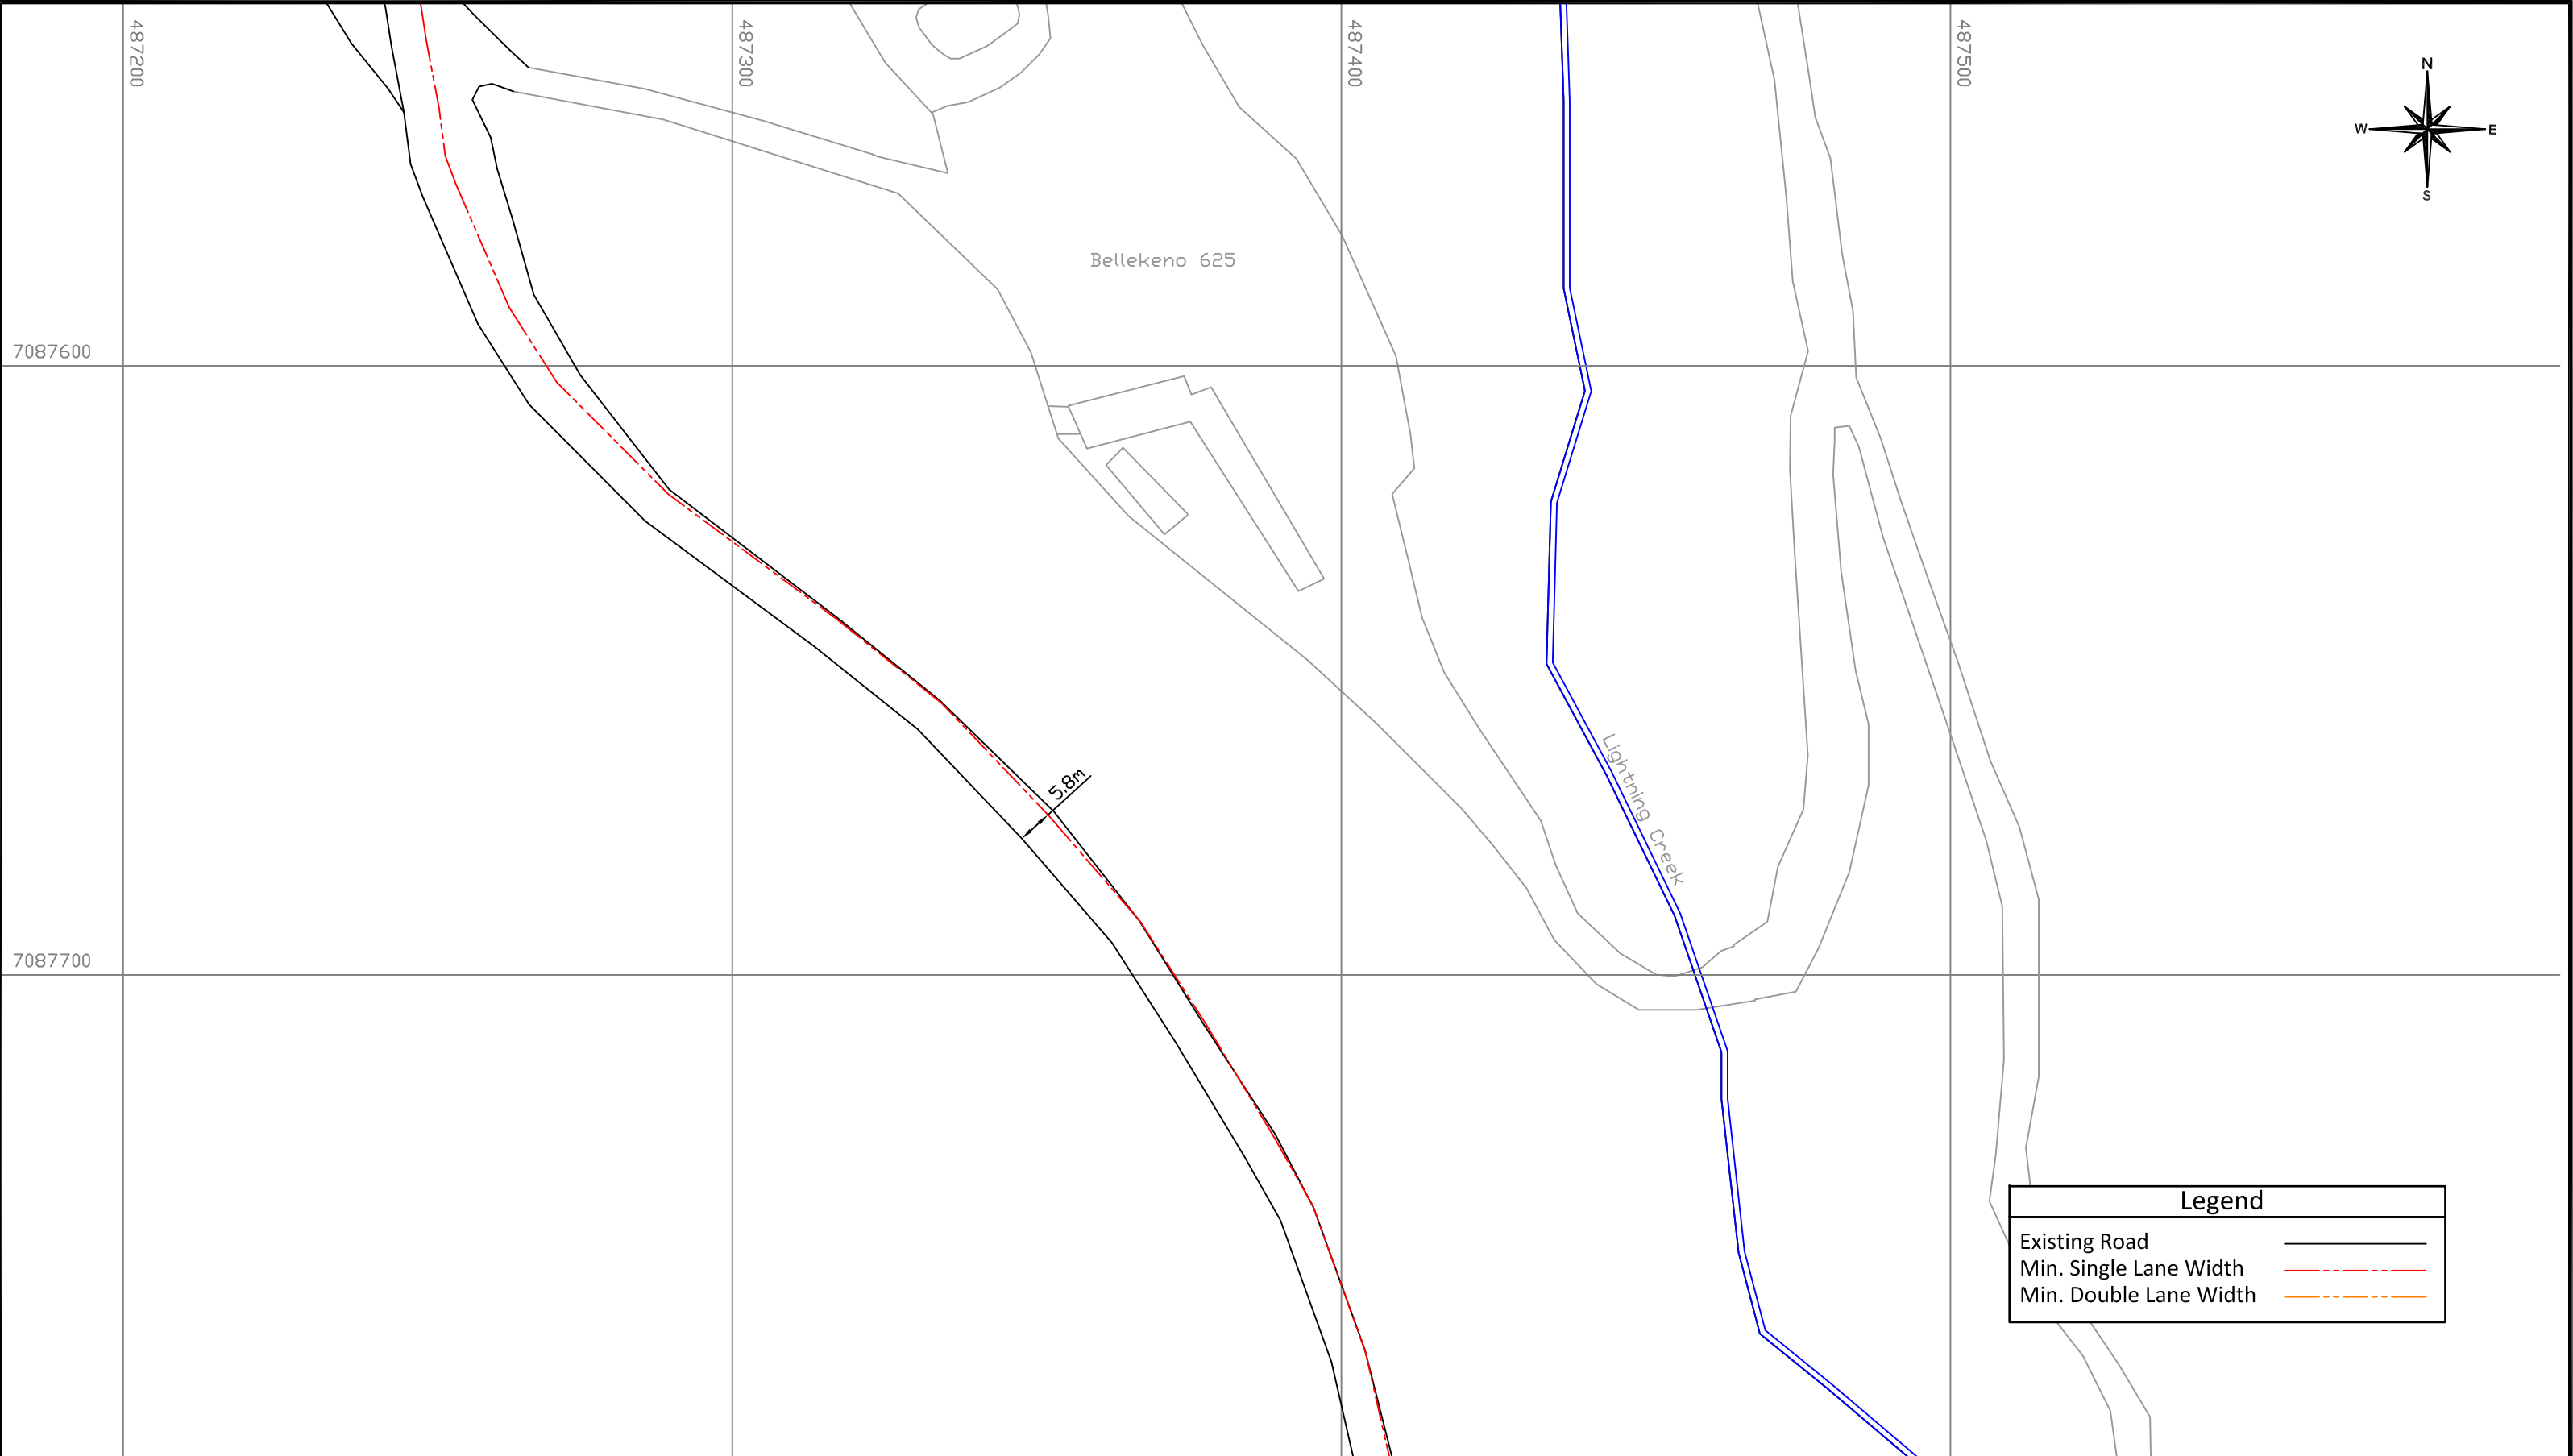 487200
487300
487400
487500
N
W
E
S
Bellekeno 625
7087600
Lightning Creek
5.8m
7087700
Legend
Existing Road
Min. Single Lane Width
Min. Double Lane Width